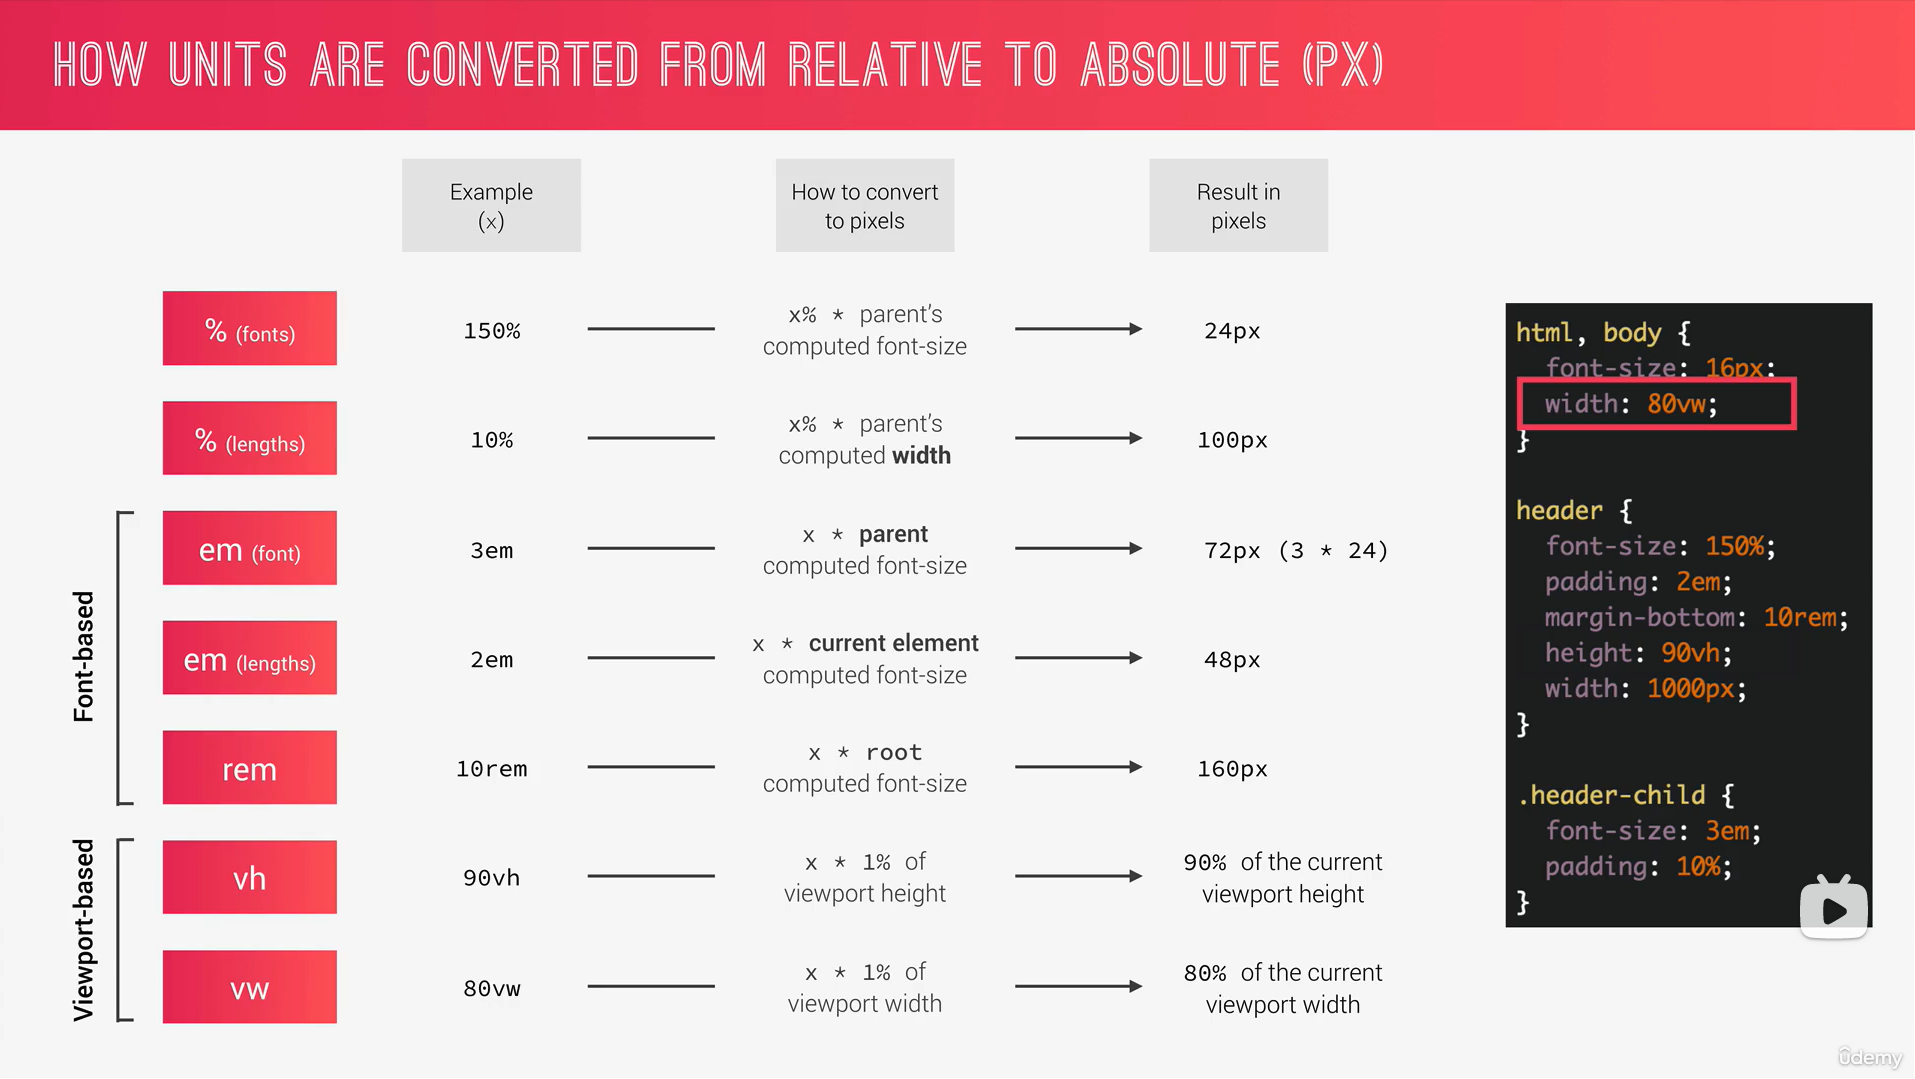 HOW UNITS ARE CONVERTED FROM RELATIVE TO ABSOLUTE (PX)
Example
(x)
How to convert
to pixels
Result in
pixels
% (fonts)
150%
x% * parent's
computed font-size
24px
% (lengths)
10%
x% * parent's
computed width
100px
Font-based
em (font)
3em
x * parent
computed font-size
72px (3 * 24)
em (lengths)
2em
x * current element
computed font-size
48px
rem
10rem
x * root
computed font-size
160px
Viewport-based
vh
90vh
x * 1% of
viewport height
90% of the current
viewport height
vw
80vw
x * 1% of
viewport width
80% of the current
viewport width
html, body {
font-size: 16px;
width: 80vw;
}
header {
font-size: 150%;
padding: 2em;
margin-bottom: 10rem;
height: 90vh;
width: 1000px;
}
.header-child {
font-size: 3em;
padding: 10%;
}
ûdemy